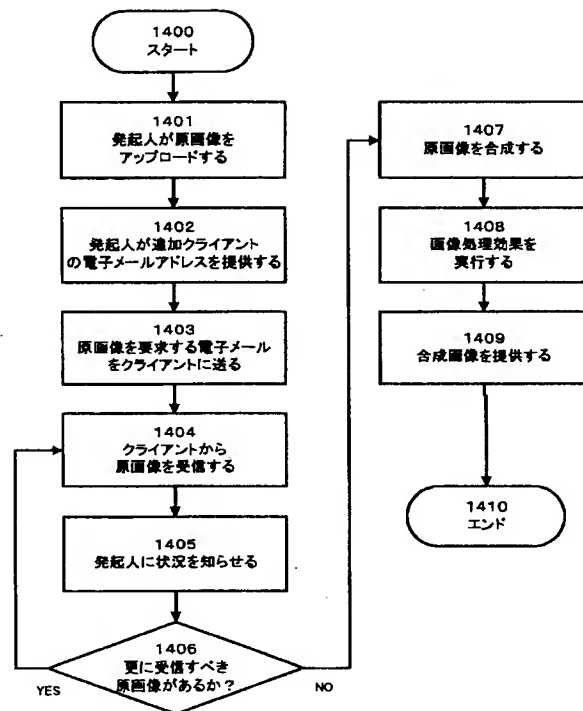 1400
スタート
1401
発起人が原画像を
アップロードする
1402
発起人が追加クライアント
の電子メールアドレスを提供する
1403
原画像を要求する電子メール
をクライアントに送る
1404
クライアントから
原画像を受信する
1405
発起人に状況を知らせる
1406
更に受信すべき
原画像があるか?
YES
NO
1407
原画像を合成する
1408
画像処理効果を
実行する
1409
合成画像を提供する
1410
エンド